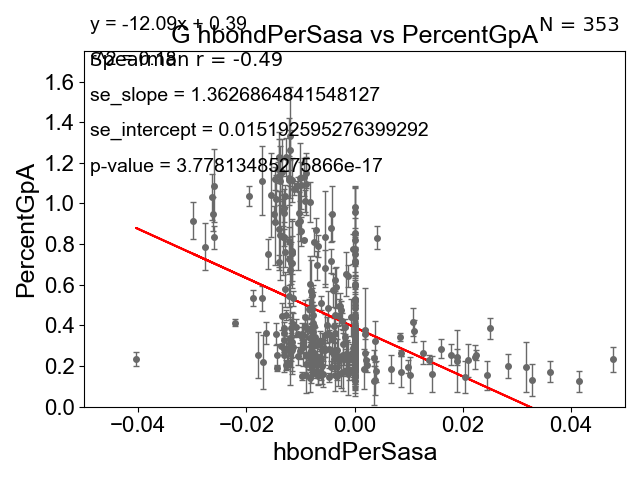 y = -12.09x + 0.39
N = 353
G hbondPerSasa vs PercentGpA
Spearman r = -0.49
se_slope = 1.3626864841548127
se_intercept = 0.015192595276399292
p-value = 3.77813485275866e-17
PercentGpA
1.6
1.4
1.2
1.0
0.8
0.6
0.4
0.2
0.0
−0.04
−0.02
0.00
0.02
0.04
hbondPerSasa